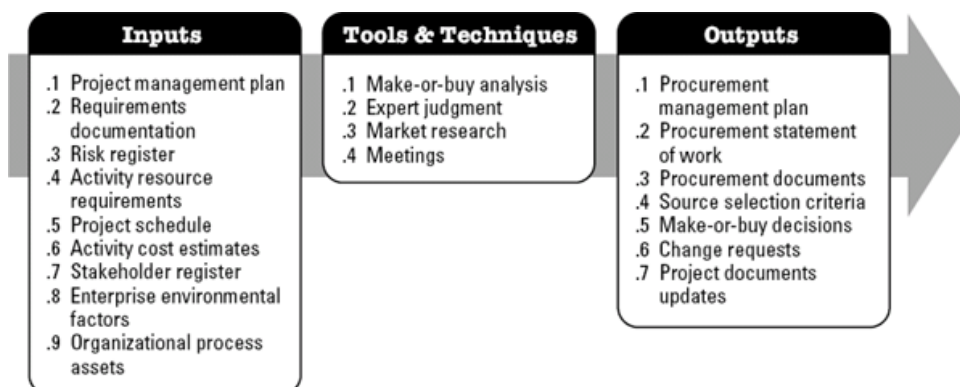 Inputs
.1 Project management plan
.2 Requirements
documentation
.3 Risk register
.4 Activity resource
requirements
.5 Project schedule
.6 Activity cost estimates
.7 Stakeholder register
.8 Enterprise environmental
factors
.9 Organizational process
assets
Tools & Techniques
.1 Make-or-buy analysis
.2 Expert judgment
.3 Market research
.4 Meetings
Outputs
.1 Procurement
management plan
.2 Procurement statement
of work
.3 Procurement documents
.4 Source selection criteria
.5 Make-or-buy decisions
.6 Change requests
.7 Project documents
updates